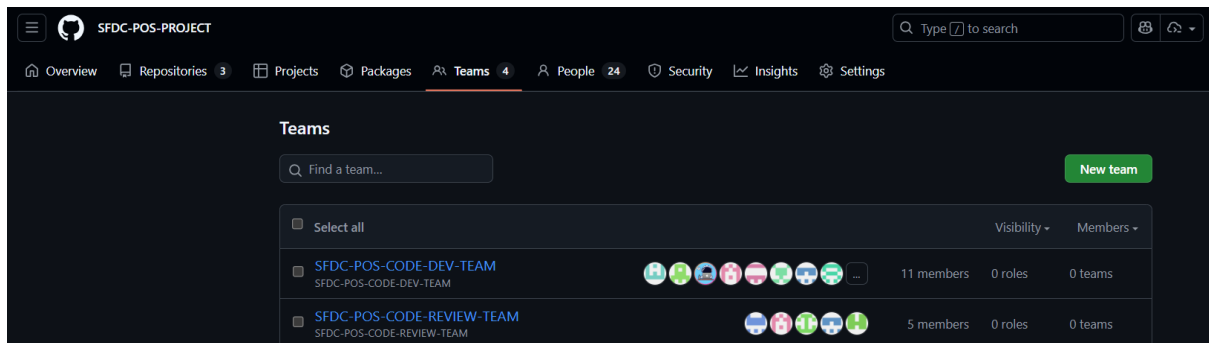 SFDC-POS-PROJECT
Type / to search
Overview Repositories 3 Projects Packages Teams 4 People 24 Security Insights Settings
Teams
Find a team...
New team
Select all Visibility Members
SFDC-POS-CODE-DEV-TEAM
SFDC-POS-CODE-DEV-TEAM
... 11 members 0 roles 0 teams
SFDC-POS-CODE-REVIEW-TEAM
SFDC-POS-CODE-REVIEW-TEAM
5 members 0 roles 0 teams